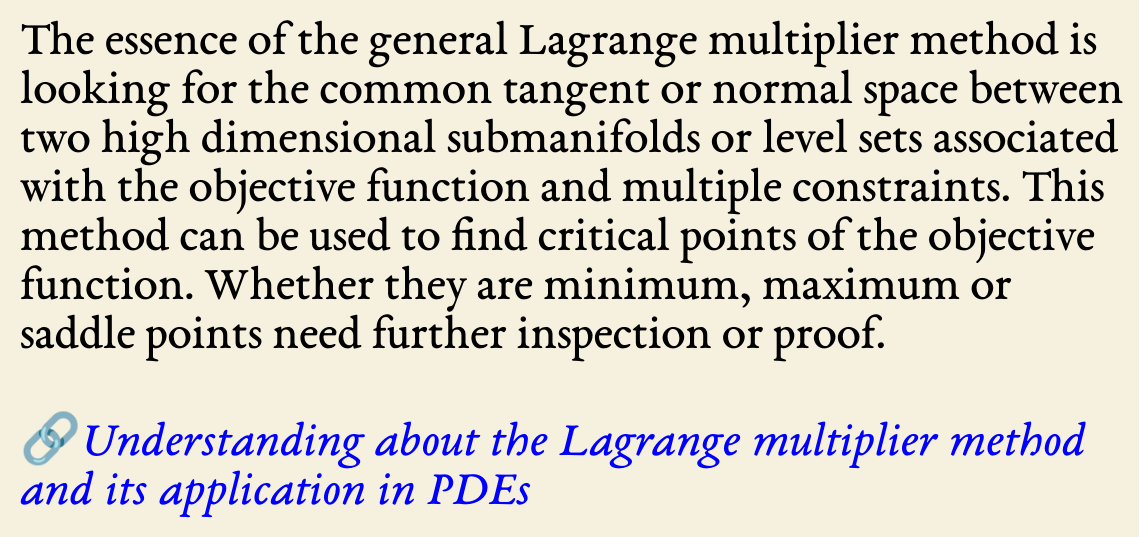 The essence of the general Lagrange multiplier method is
looking for the common tangent or normal space between
two high dimensional submanifolds or level sets associated
with the objective function and multiple constraints. This
method can be used to find critical points of the objective
function. Whether they are minimum, maximum or
saddle points need further inspection or proof.
🔗Understanding about the Lagrange multiplier method
and its application in PDEs